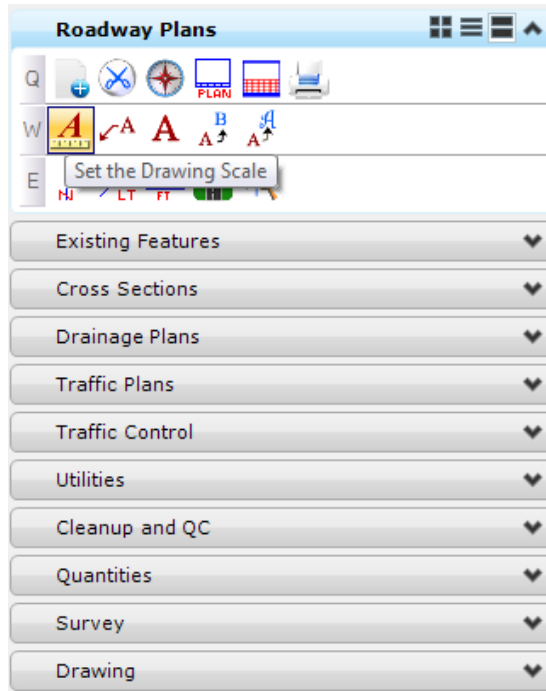 Roadway Plans
Q
PLAN
W A A A A B A A
Set the Drawing Scale
E LT FT
Existing Features
Cross Sections
Drainage Plans
Traffic Plans
Traffic Control
Utilities
Cleanup and QC
Quantities
Survey
Drawing